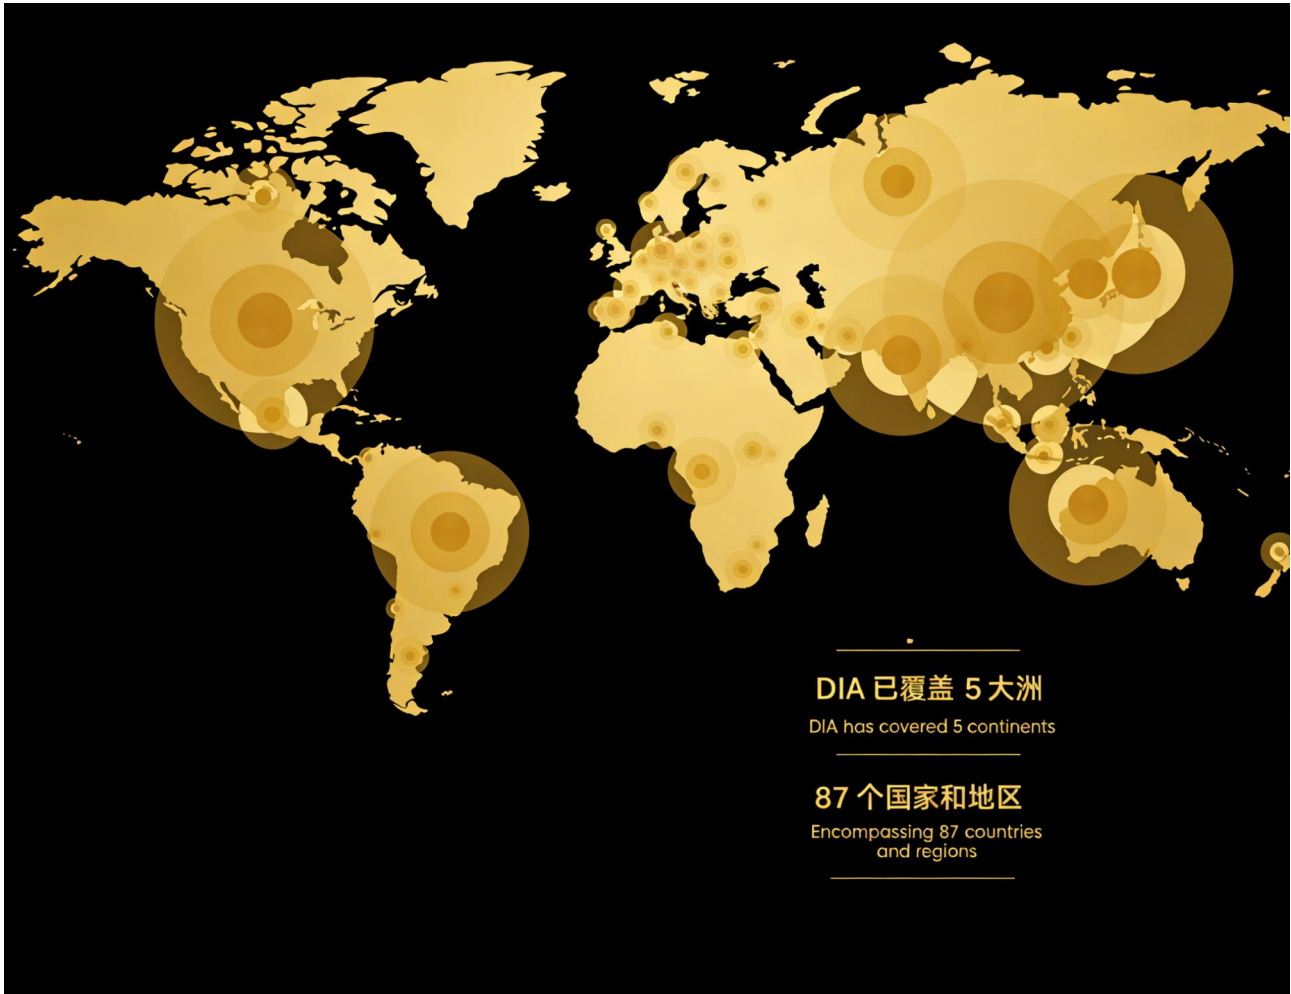 DIA 已覆盖 5 大洲
DIA has covered 5 continents
87 个国家和地区
Encompassing 87 countries
and regions